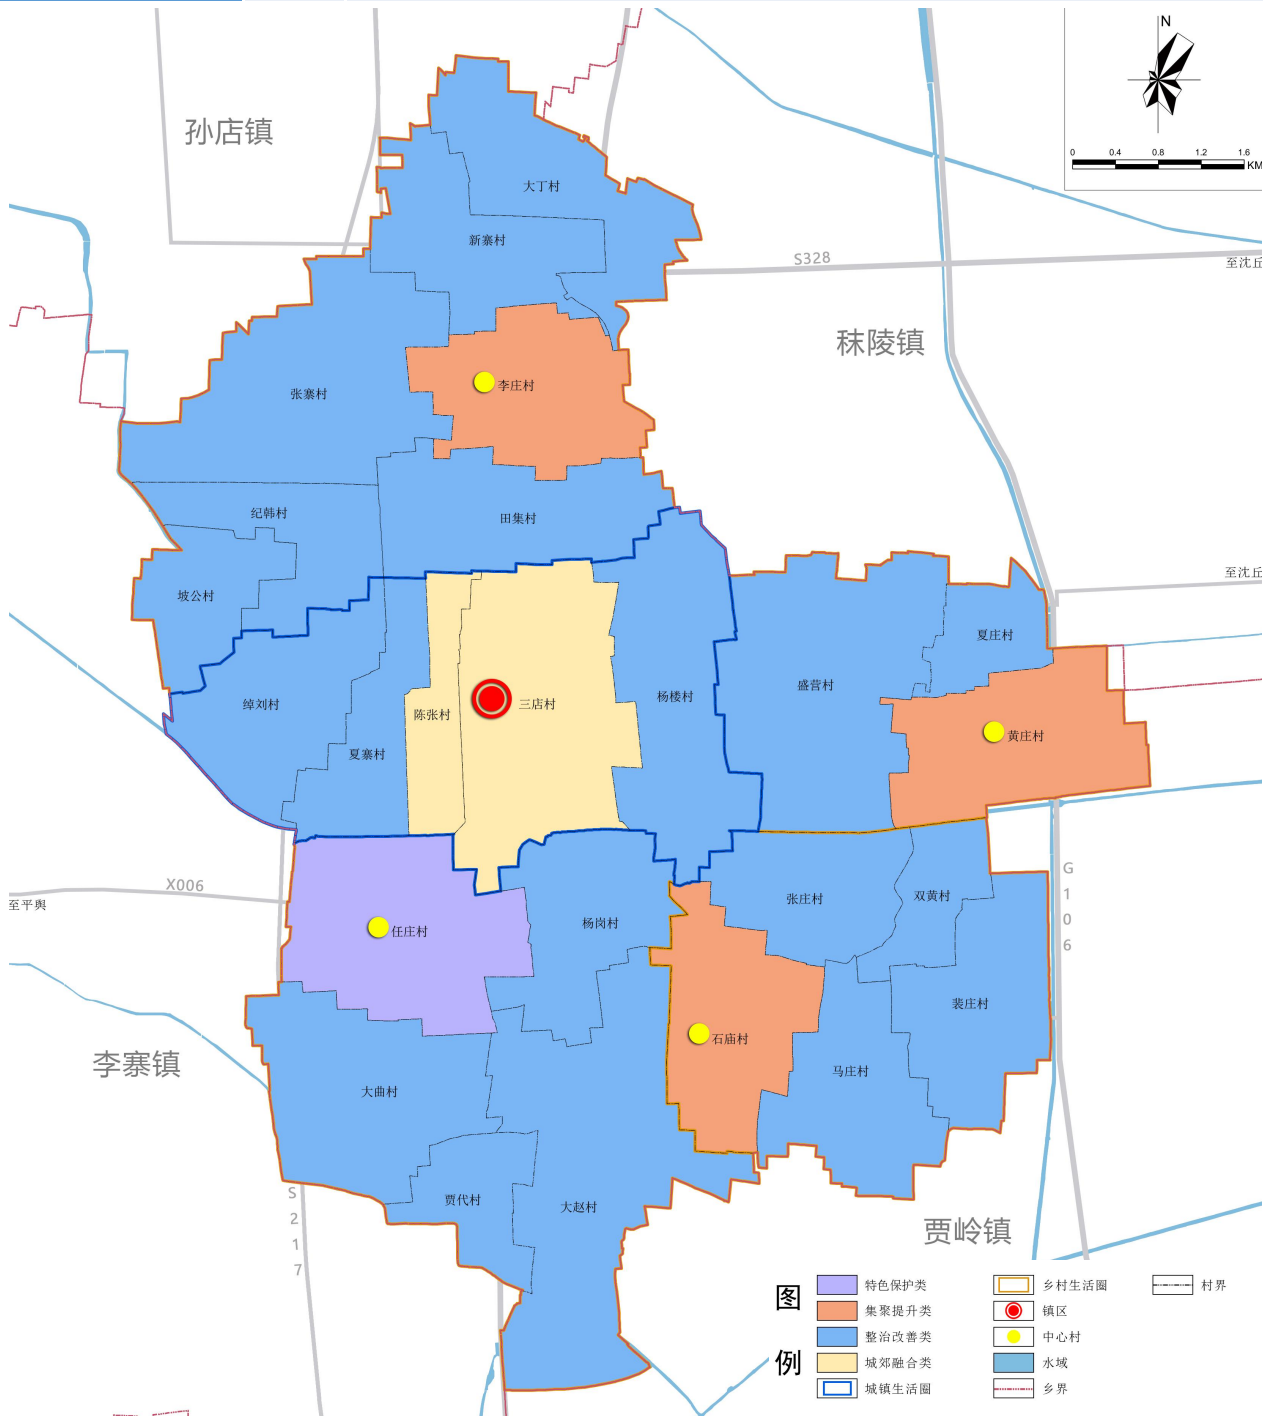 N
0 0.4 0.8 1.2 1.6
KM
孙店镇
大丁村
新寨村
S328
至沈丘
秣陵镇
张寨村
李庄村
纪韩村
田集村
至沈丘
坡公村
夏庄村
盛营村
绰刘村
陈张村
三店村
杨楼村
黄庄村
夏寨村
X006
至平舆
G106
张庄村
双黄村
任庄村
杨岗村
裴庄村
石庙村
李寨镇
马庄村
大曲村
S217
贾代村
大赵村
贾岭镇
图例
特色保护类
乡村生活圈
村界
集聚提升类
镇区
整治改善类
中心村
城郊融合类
水域
城镇生活圈
乡界